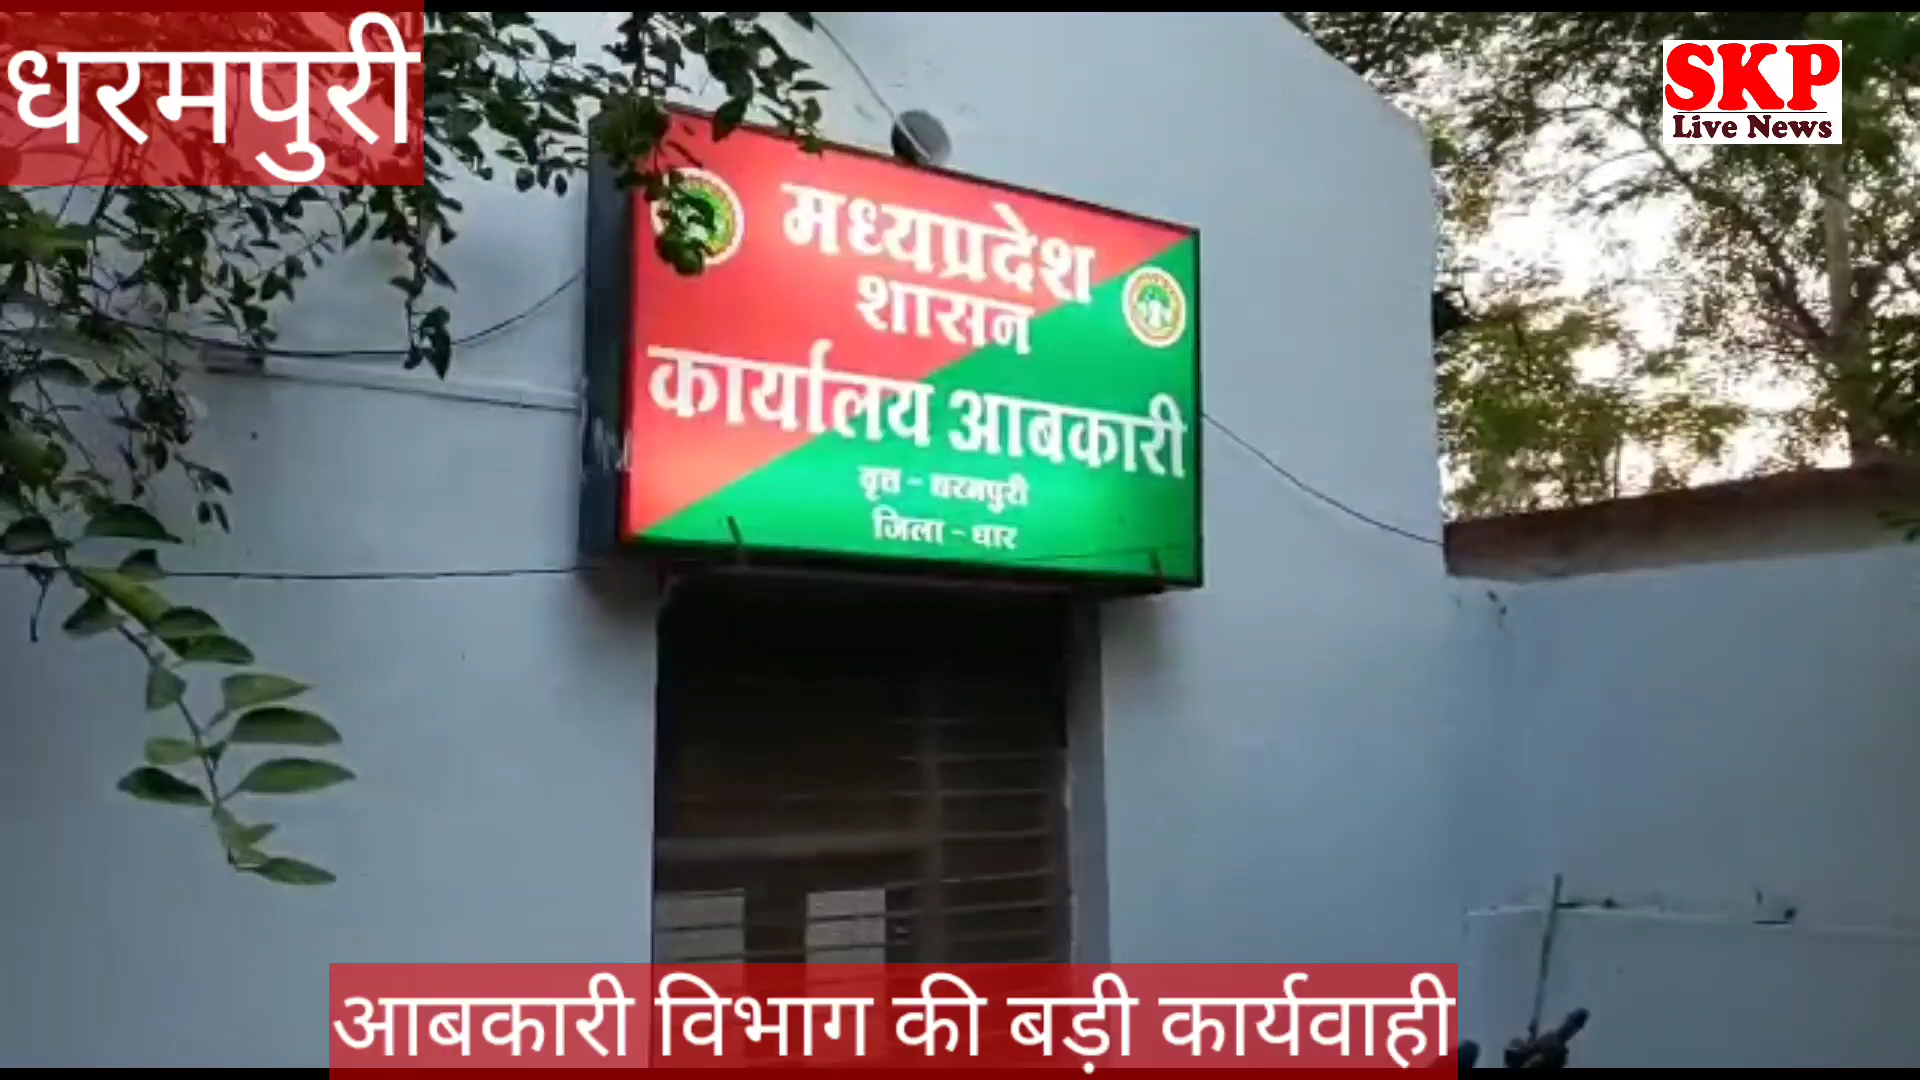 धरमपुरी
SKP
Live News
मध्यप्रदेश
शासन
कार्यालय आबकारी
वृत्त - धरमपुरी
जिला - धार
आबकारी विभाग की बड़ी कार्यवाही